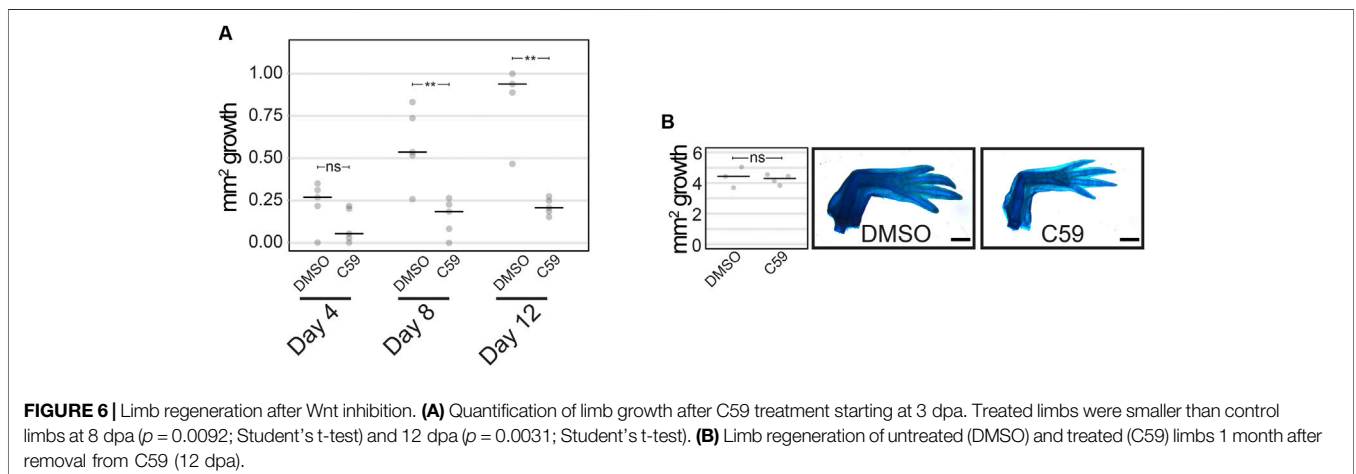 A
mm² growth
1.00
0.75
0.50
0.25
0.00
ns
**
**
DMSO
C59
DMSO
C59
DMSO
C59
Day 4
Day 8
Day 12
B
mm² growth
6
4
2
0
ns
DMSO
C59
DMSO
C59
FIGURE 6 | Limb regeneration after Wnt inhibition. (A) Quantification of limb growth after C59 treatment starting at 3 dpa. Treated limbs were smaller than control
limbs at 8 dpa (p = 0.0092; Student's t-test) and 12 dpa (p = 0.0031; Student's t-test). (B) Limb regeneration of untreated (DMSO) and treated (C59) limbs 1 month after
removal from C59 (12 dpa).